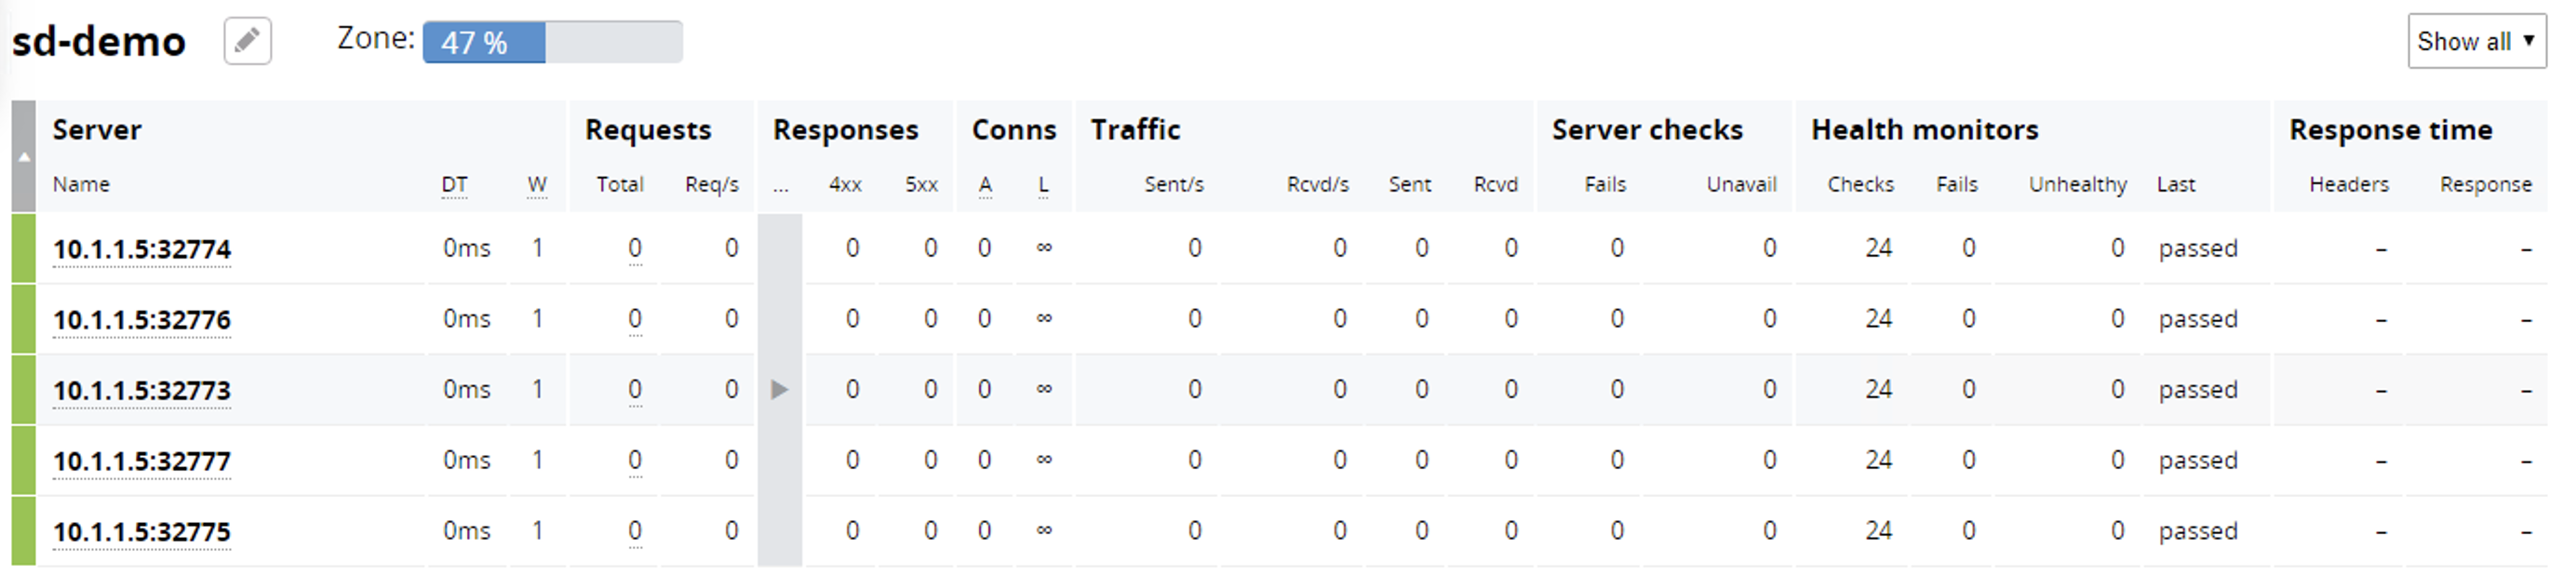 sd-demo Zone: 47 % Show all ▼
Server Requests Responses Conns Traffic Server checks Health monitors Response time
Name DT W Total Req/s ... 4xx 5xx A L Sent/s Rcvd/s Sent Rcvd Fails Unavail Checks Fails Unhealthy Last Headers Response
10.1.1.5:32774 0ms 1 0 0 0 0 0 ∞ 0 0 0 0 0 0 24 0 0 passed – –
10.1.1.5:32776 0ms 1 0 0 0 0 0 ∞ 0 0 0 0 0 0 24 0 0 passed – –
10.1.1.5:32773 0ms 1 0 0 0 0 0 ∞ 0 0 0 0 0 0 24 0 0 passed – –
10.1.1.5:32777 0ms 1 0 0 0 0 0 ∞ 0 0 0 0 0 0 24 0 0 passed – –
10.1.1.5:32775 0ms 1 0 0 0 0 0 ∞ 0 0 0 0 0 0 24 0 0 passed – –